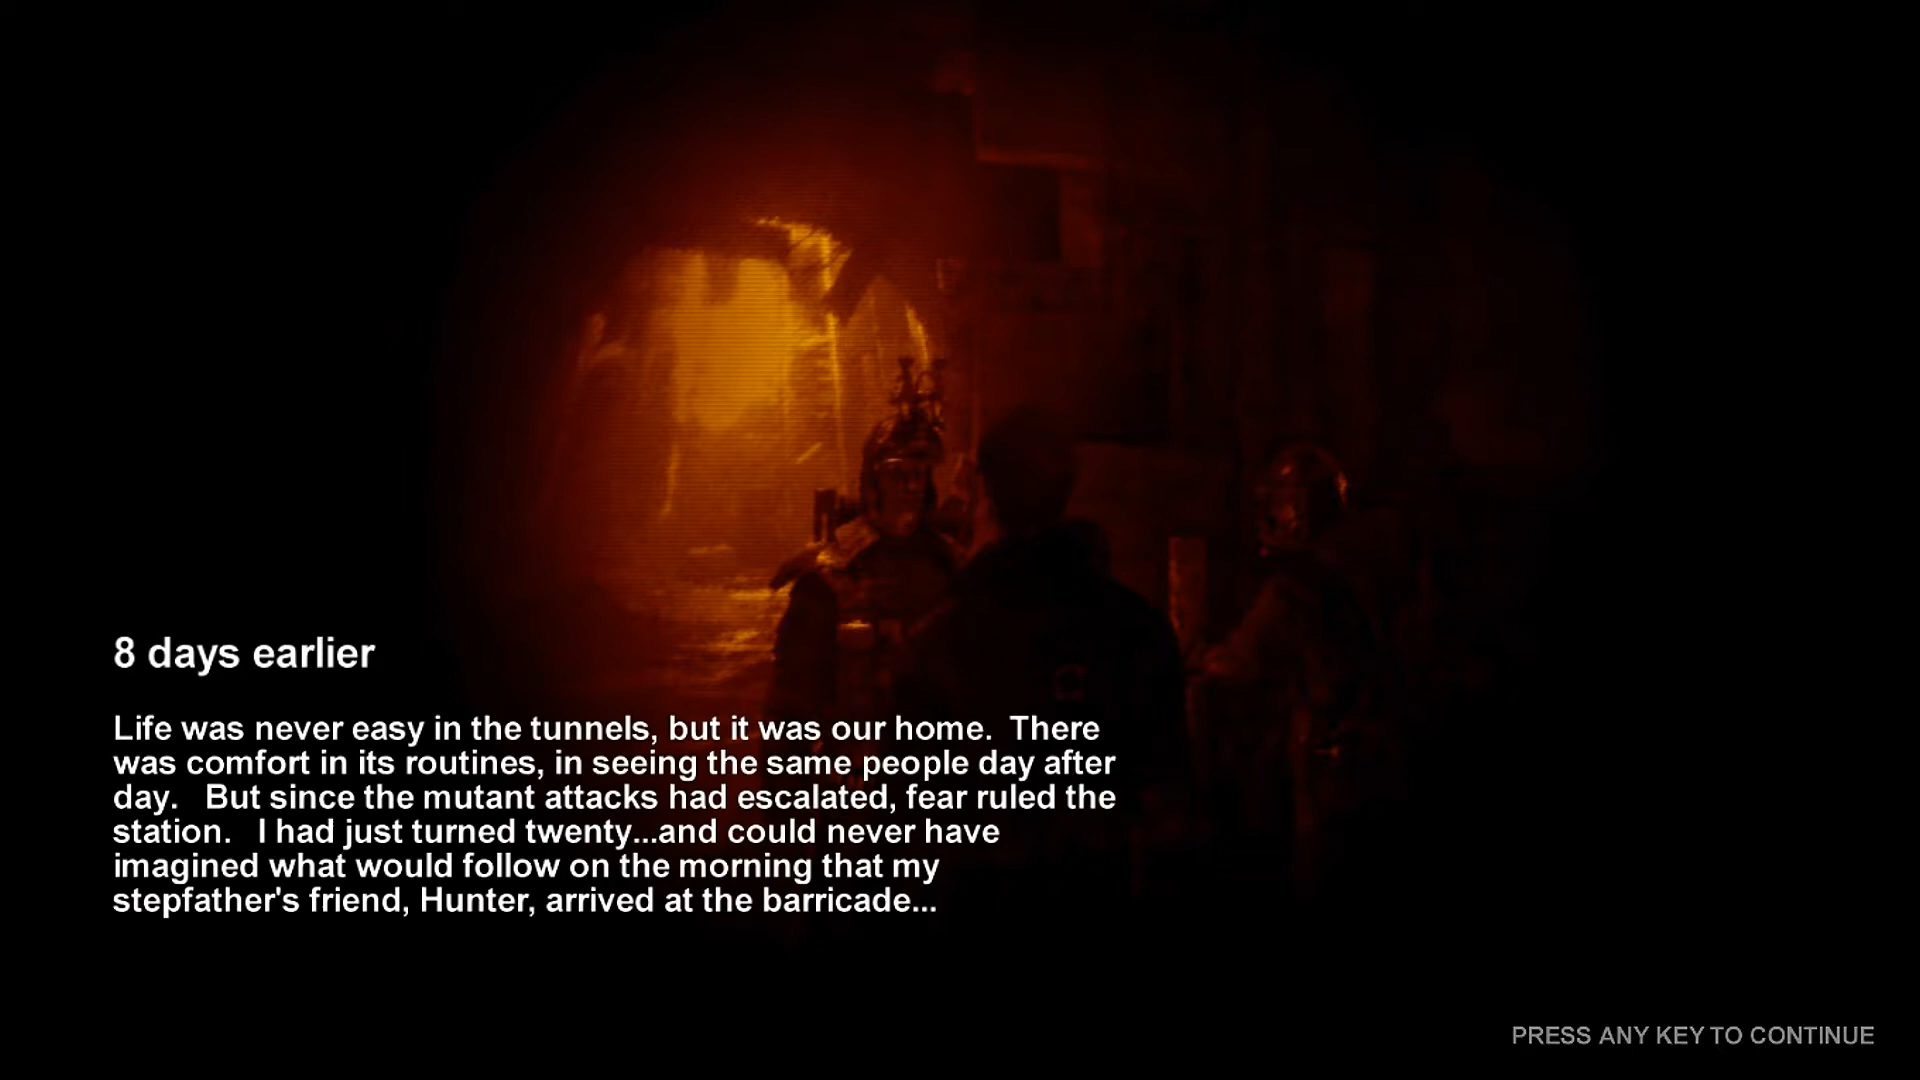 8 days earlier
Life was never easy in the tunnels, but it was our home.  There
was comfort in its routines, in seeing the same people day after
day.   But since the mutant attacks had escalated, fear ruled the
station.   I had just turned twenty...and could never have
imagined what would follow on the morning that my
stepfather's friend, Hunter, arrived at the barricade...
PRESS ANY KEY TO CONTINUE